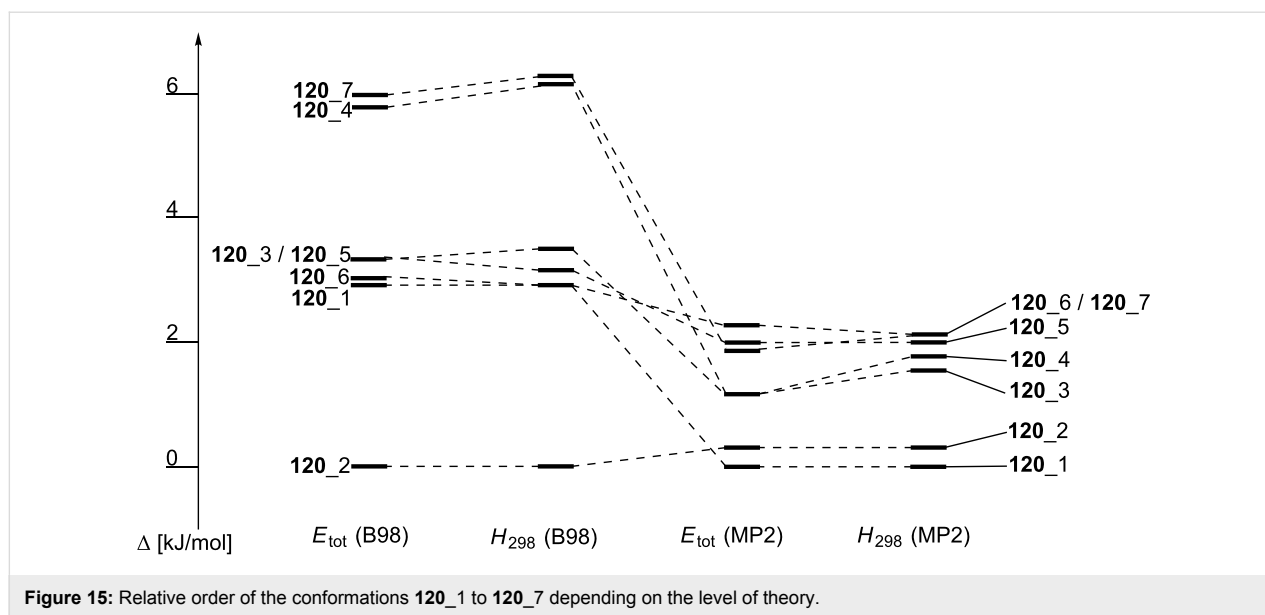 6
120_7
120_4
4
120_3 / 120_5
120_6
120_1
120_6 / 120_7
2
120_5
120_4
120_3
120_2
0
120_2
120_1
Δ [kJ/mol]
Etot (B98)
H298 (B98)
Etot (MP2)
H298 (MP2)
Figure 15: Relative order of the conformations 120_1 to 120_7 depending on the level of theory.